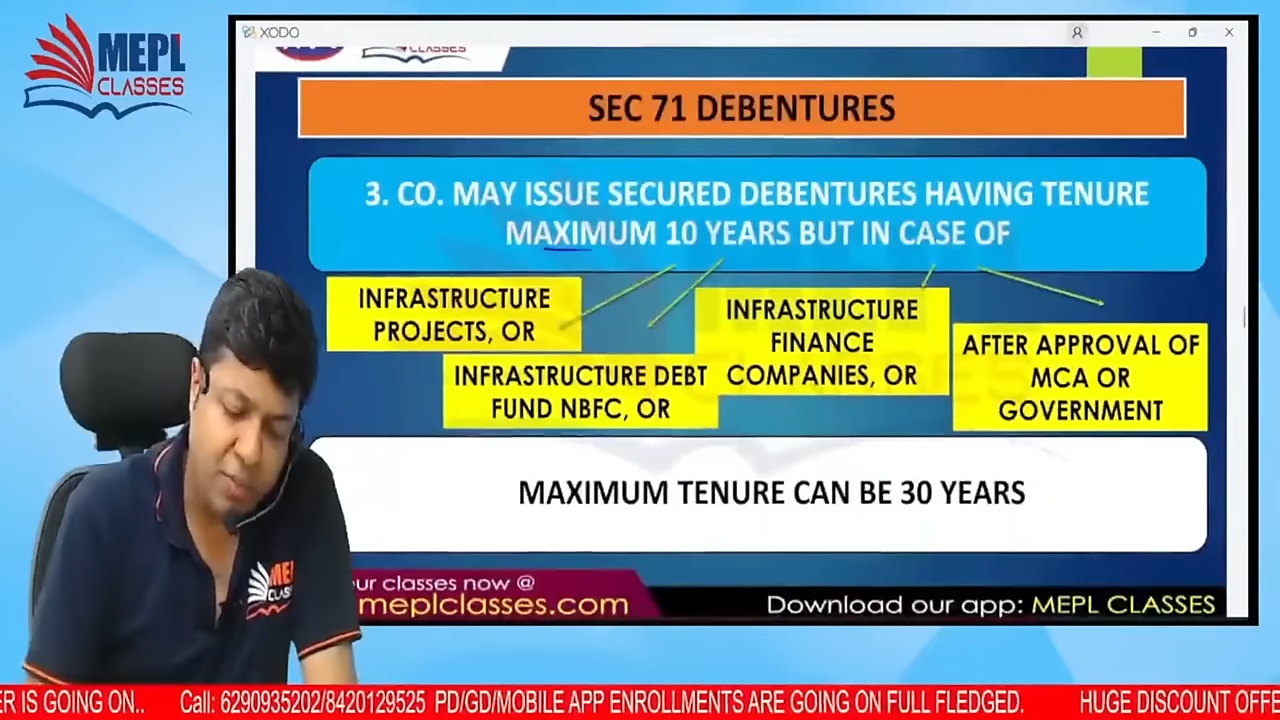 MEPL
CLASSES
XODO
CLASSES
SEC 71 DEBENTURES
3. CO. MAY ISSUE SECURED DEBENTURES HAVING TENURE
MAXIMUM 10 YEARS BUT IN CASE OF
INFRASTRUCTURE
PROJECTS, OR
INFRASTRUCTURE DEBT
FUND NBFC, OR
INFRASTRUCTURE
FINANCE
COMPANIES, OR
AFTER APPROVAL OF
MCA OR
GOVERNMENT
MAXIMUM TENURE CAN BE 30 YEARS
ur classes now @
meplclasses.com
Download our app: MEPL CLASSES
MEPL
CLASS
ER IS GOING ON.. Call: 6290935202/8420129525 PD/GD/MOBILE APP ENROLLMENTS ARE GOING ON FULL FLEDGED. HUGE DISCOUNT OFFE